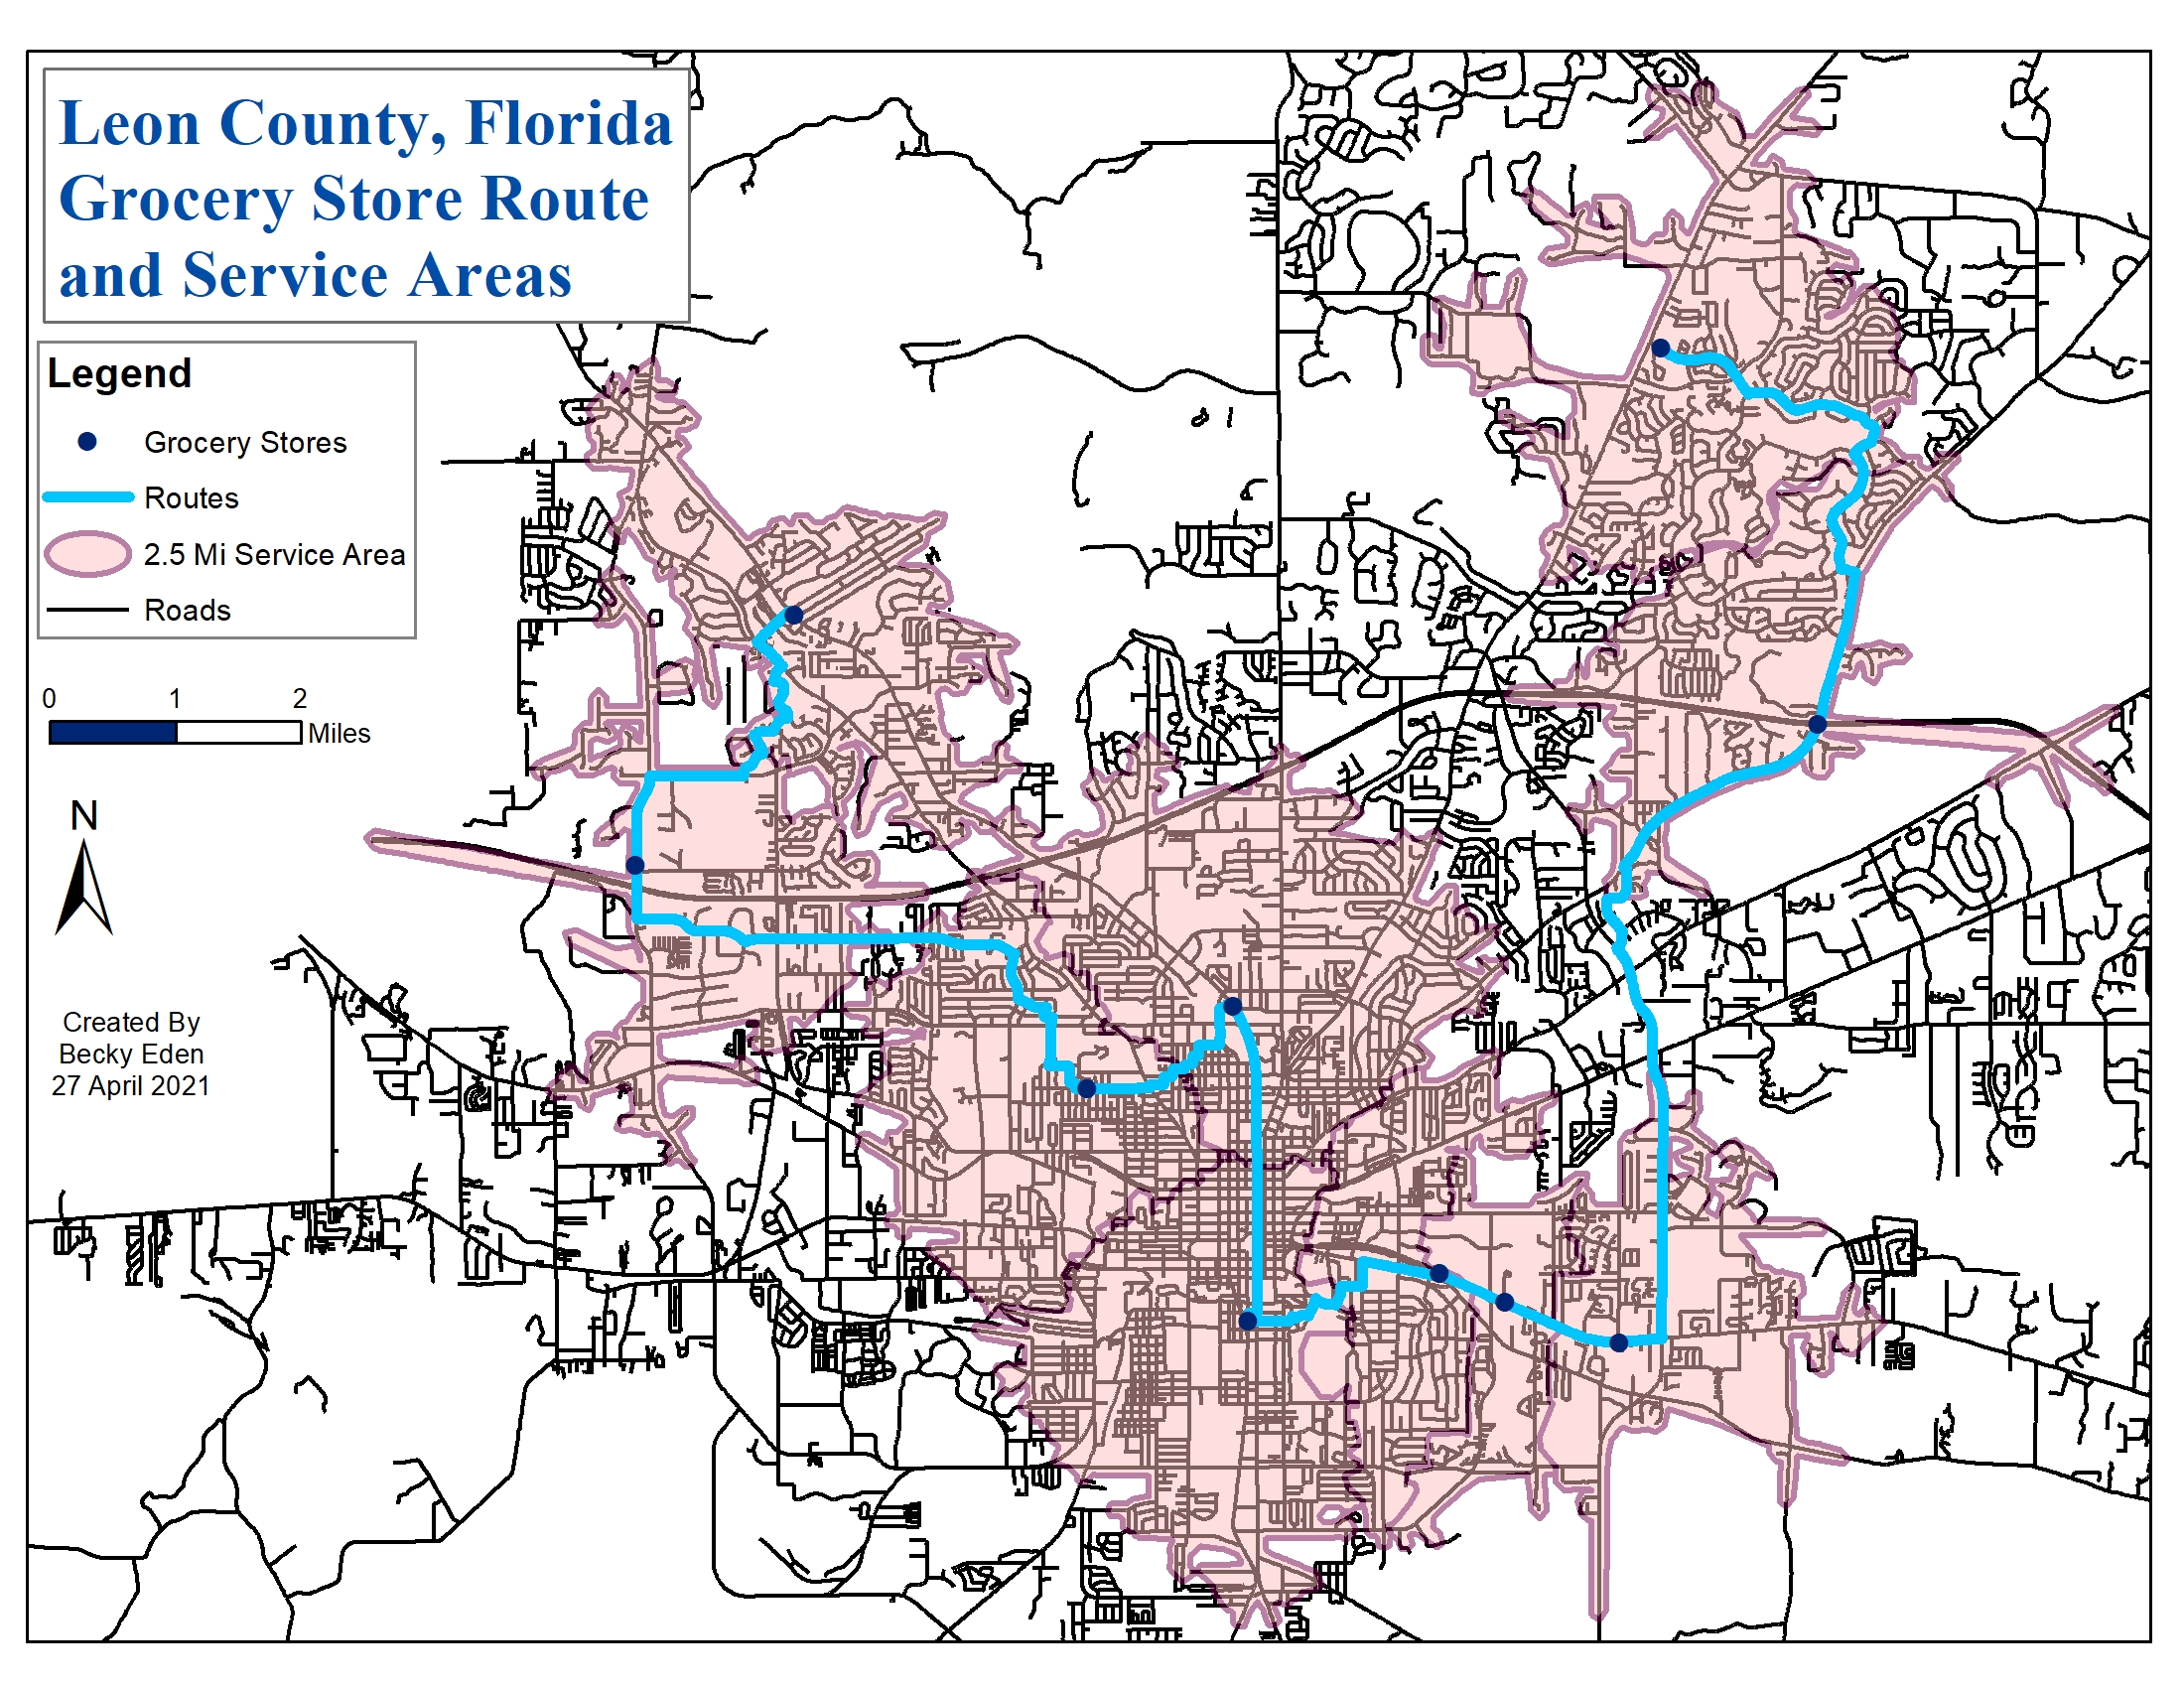 Leon County, Florida
Grocery Store Route
and Service Areas
Legend
Grocery Stores
Routes
2.5 Mi Service Area
Roads
0 1 2
Miles
N
Created By
Becky Eden
27 April 2021